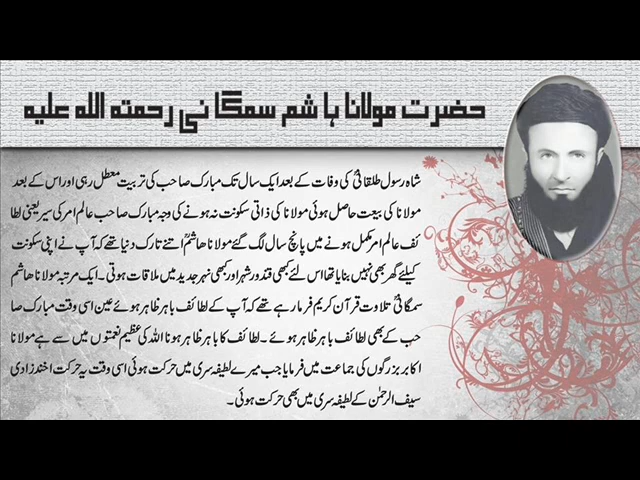 حضرت مولانا ہاشم سمگانی رحمتہ اللہ علیہ
شاہ رسول طلقانیؒ کی وفات کے بعد ایک سال تک مبارک صاحب کی تربیت معطل رہی اور اس کے بعد
مولانا کی بیعت حاصل ہوئی مولانا کی ذاتی سکونت نہ ہونے کی وجہ مبارک صاحب عالم امر کی سیر یعنی لطا
ئف عالم امر مکمل ہونے میں پانچ سال لگ گئے مولانا ہاشمؒ اتنے تارک دنیا تھے کہ آپ نے اپنی سکونت
کیلئے گھر بھی نہیں بنایا تھا اس لئے کبھی قندوز شہر اور کبھی نہر جدید میں ملاقات ہوتی۔ ایک مرتبہ مولانا ھاشم
سمگانیؒ تلاوت قرآن کریم فرمارہے تھے کہ آپ کے لطائف باہر ظاہر ہوئے عین اسی وقت مبارک صا
حب کے بھی لطائف باہر ظاہر ہوئے۔ لطائف کا باہر ظاہر ہونا اللہ کی عظیم نعمتوں میں سے ہے مولانا
اکابر بزرگوں کی جماعت میں فرمایا جب میرے لطیفہ سری میں حرکت ہوئی اسی وقت یہ حرکت اخندزادی
سیف الرحمٰن کے لطیفہ سری میں بھی حرکت ہوئی۔